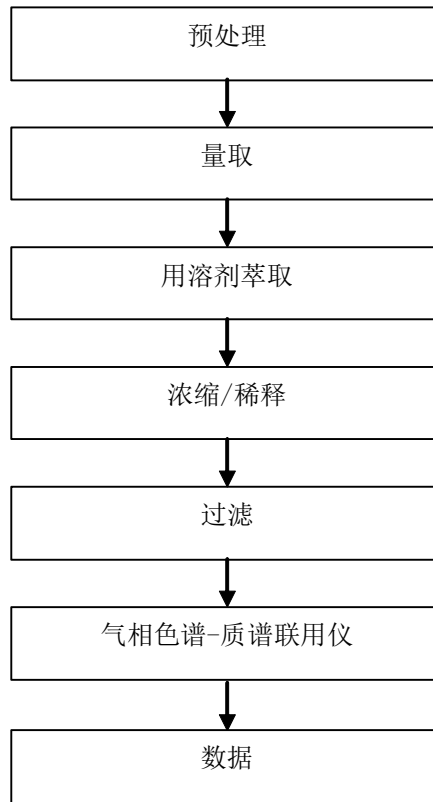 预处理
量取
用溶剂萃取
浓缩/稀释
过滤
气相色谱-质谱联用仪
数据